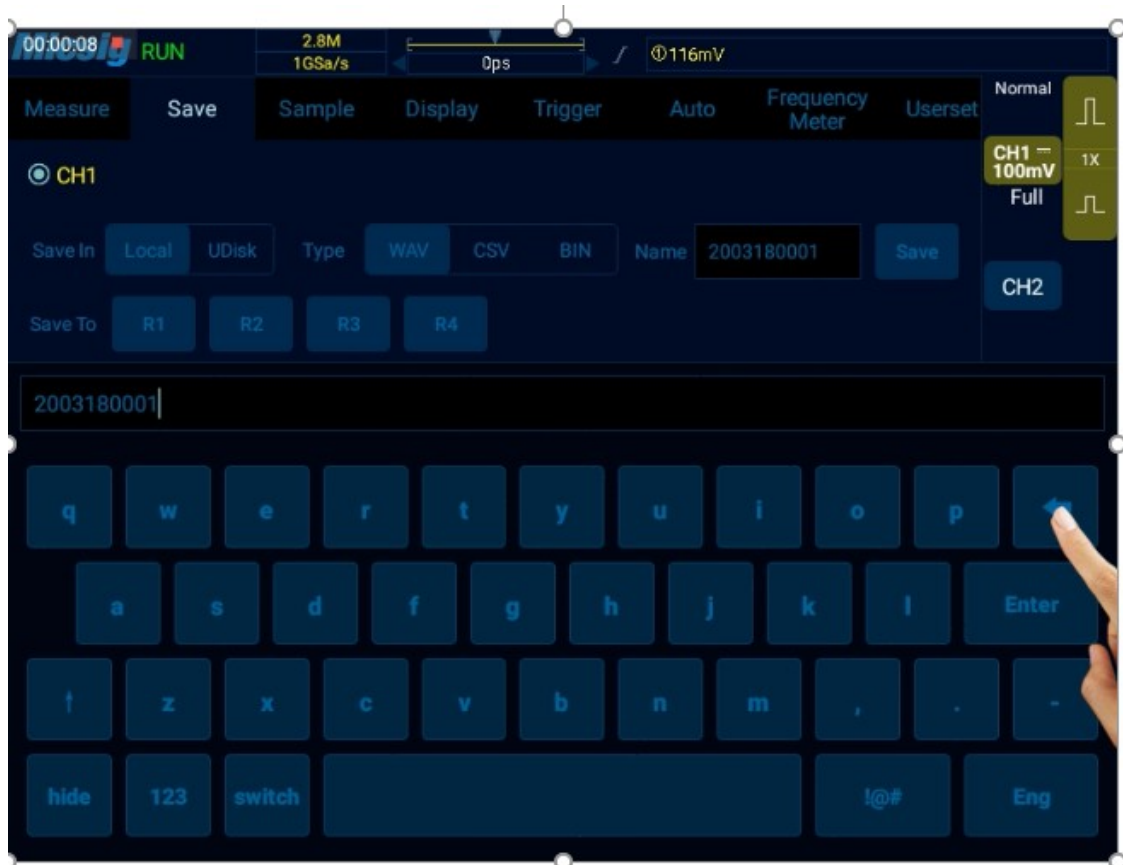 00:00:08 Micsig RUN 2.8M 0ps ①116mV
1GSa/s
Measure Save Sample Display Trigger Auto Frequency Meter Userset Normal
CH1
CH1 100mV 1X
Full
Save In Local UDisk Type WAV CSV BIN Name 2003180001 Save
CH2
Save To R1 R2 R3 R4
2003180001
q w e r t y u i o p
a s d f g h j k l Enter
↑ z x c v b n m , . -
hide 123 switch !@# Eng